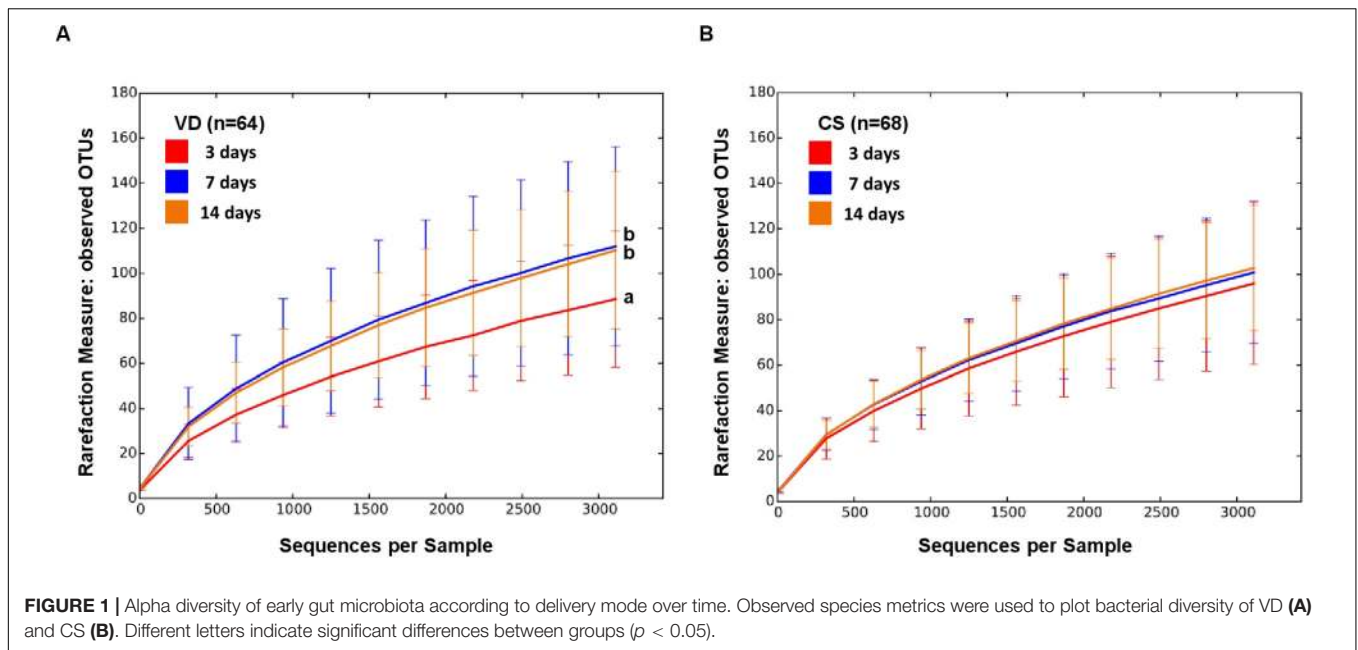 A
180
160
140
120
100
80
60
40
20
0
Rarefaction Measure: observed OTUs
VD (n=64)
3 days
7 days
14 days
b
b
a
0 500 1000 1500 2000 2500 3000
Sequences per Sample
B
180
160
140
120
100
80
60
40
20
0
Rarefaction Measure: observed OTUs
CS (n=68)
3 days
7 days
14 days
0 500 1000 1500 2000 2500 3000
Sequences per Sample
FIGURE 1 | Alpha diversity of early gut microbiota according to delivery mode over time. Observed species metrics were used to plot bacterial diversity of VD (A)
and CS (B). Different letters indicate significant differences between groups (p < 0.05).